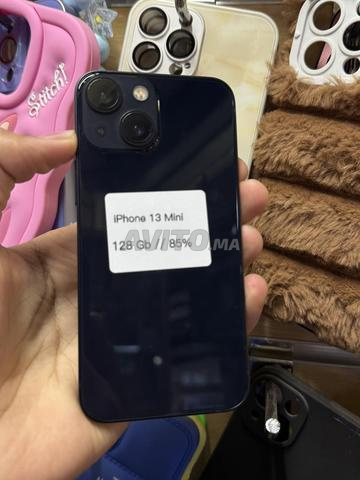 Stitch!
iPhone 13 Mini
AVITO.MA
128 Gb // 85%